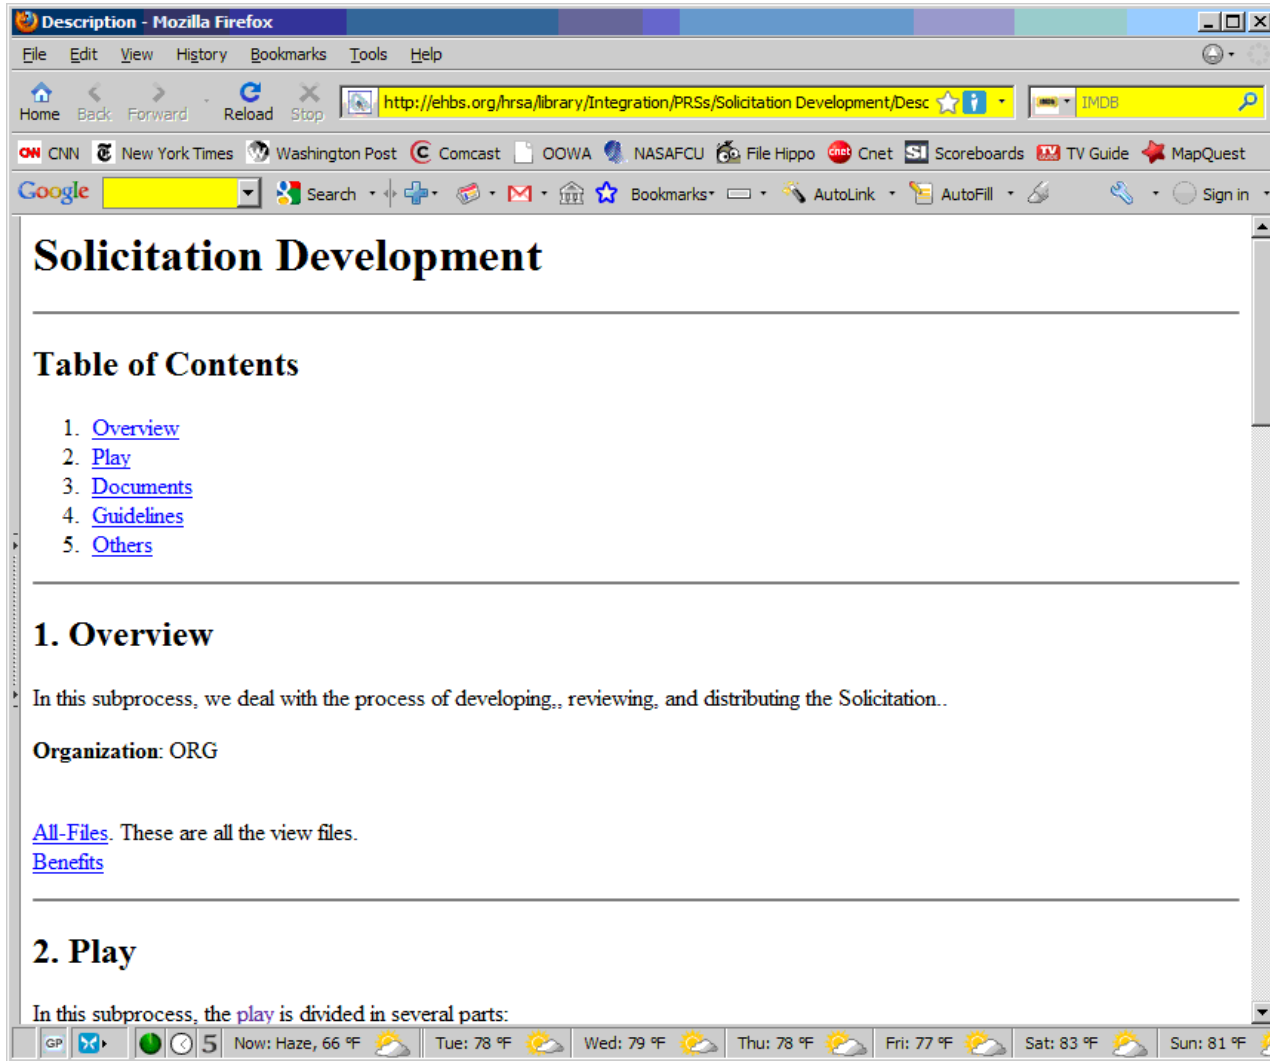 Description - Mozilla Firefox
File Edit View History Bookmarks Tools Help
Home Back Forward Reload Stop http://ehbs.org/hrsa/library/Integration/PRSs/Solicitation Development/Desc IMDB
CNN New York Times Washington Post Comcast OOWA NASAFCU File Hippo Cnet Scoreboards TV Guide MapQuest
Google Search Bookmarks AutoLink AutoFill Sign in
Solicitation Development
Table of Contents
1. Overview
2. Play
3. Documents
4. Guidelines
5. Others
1. Overview
In this subprocess, we deal with the process of developing,, reviewing, and distributing the Solicitation..
Organization: ORG
All-Files. These are all the view files.
Benefits
2. Play
In this subprocess, the play is divided in several parts:
GP 5 Now: Haze, 66 °F Tue: 78 °F Wed: 79 °F Thu: 78 °F Fri: 77 °F Sat: 83 °F Sun: 81 °F